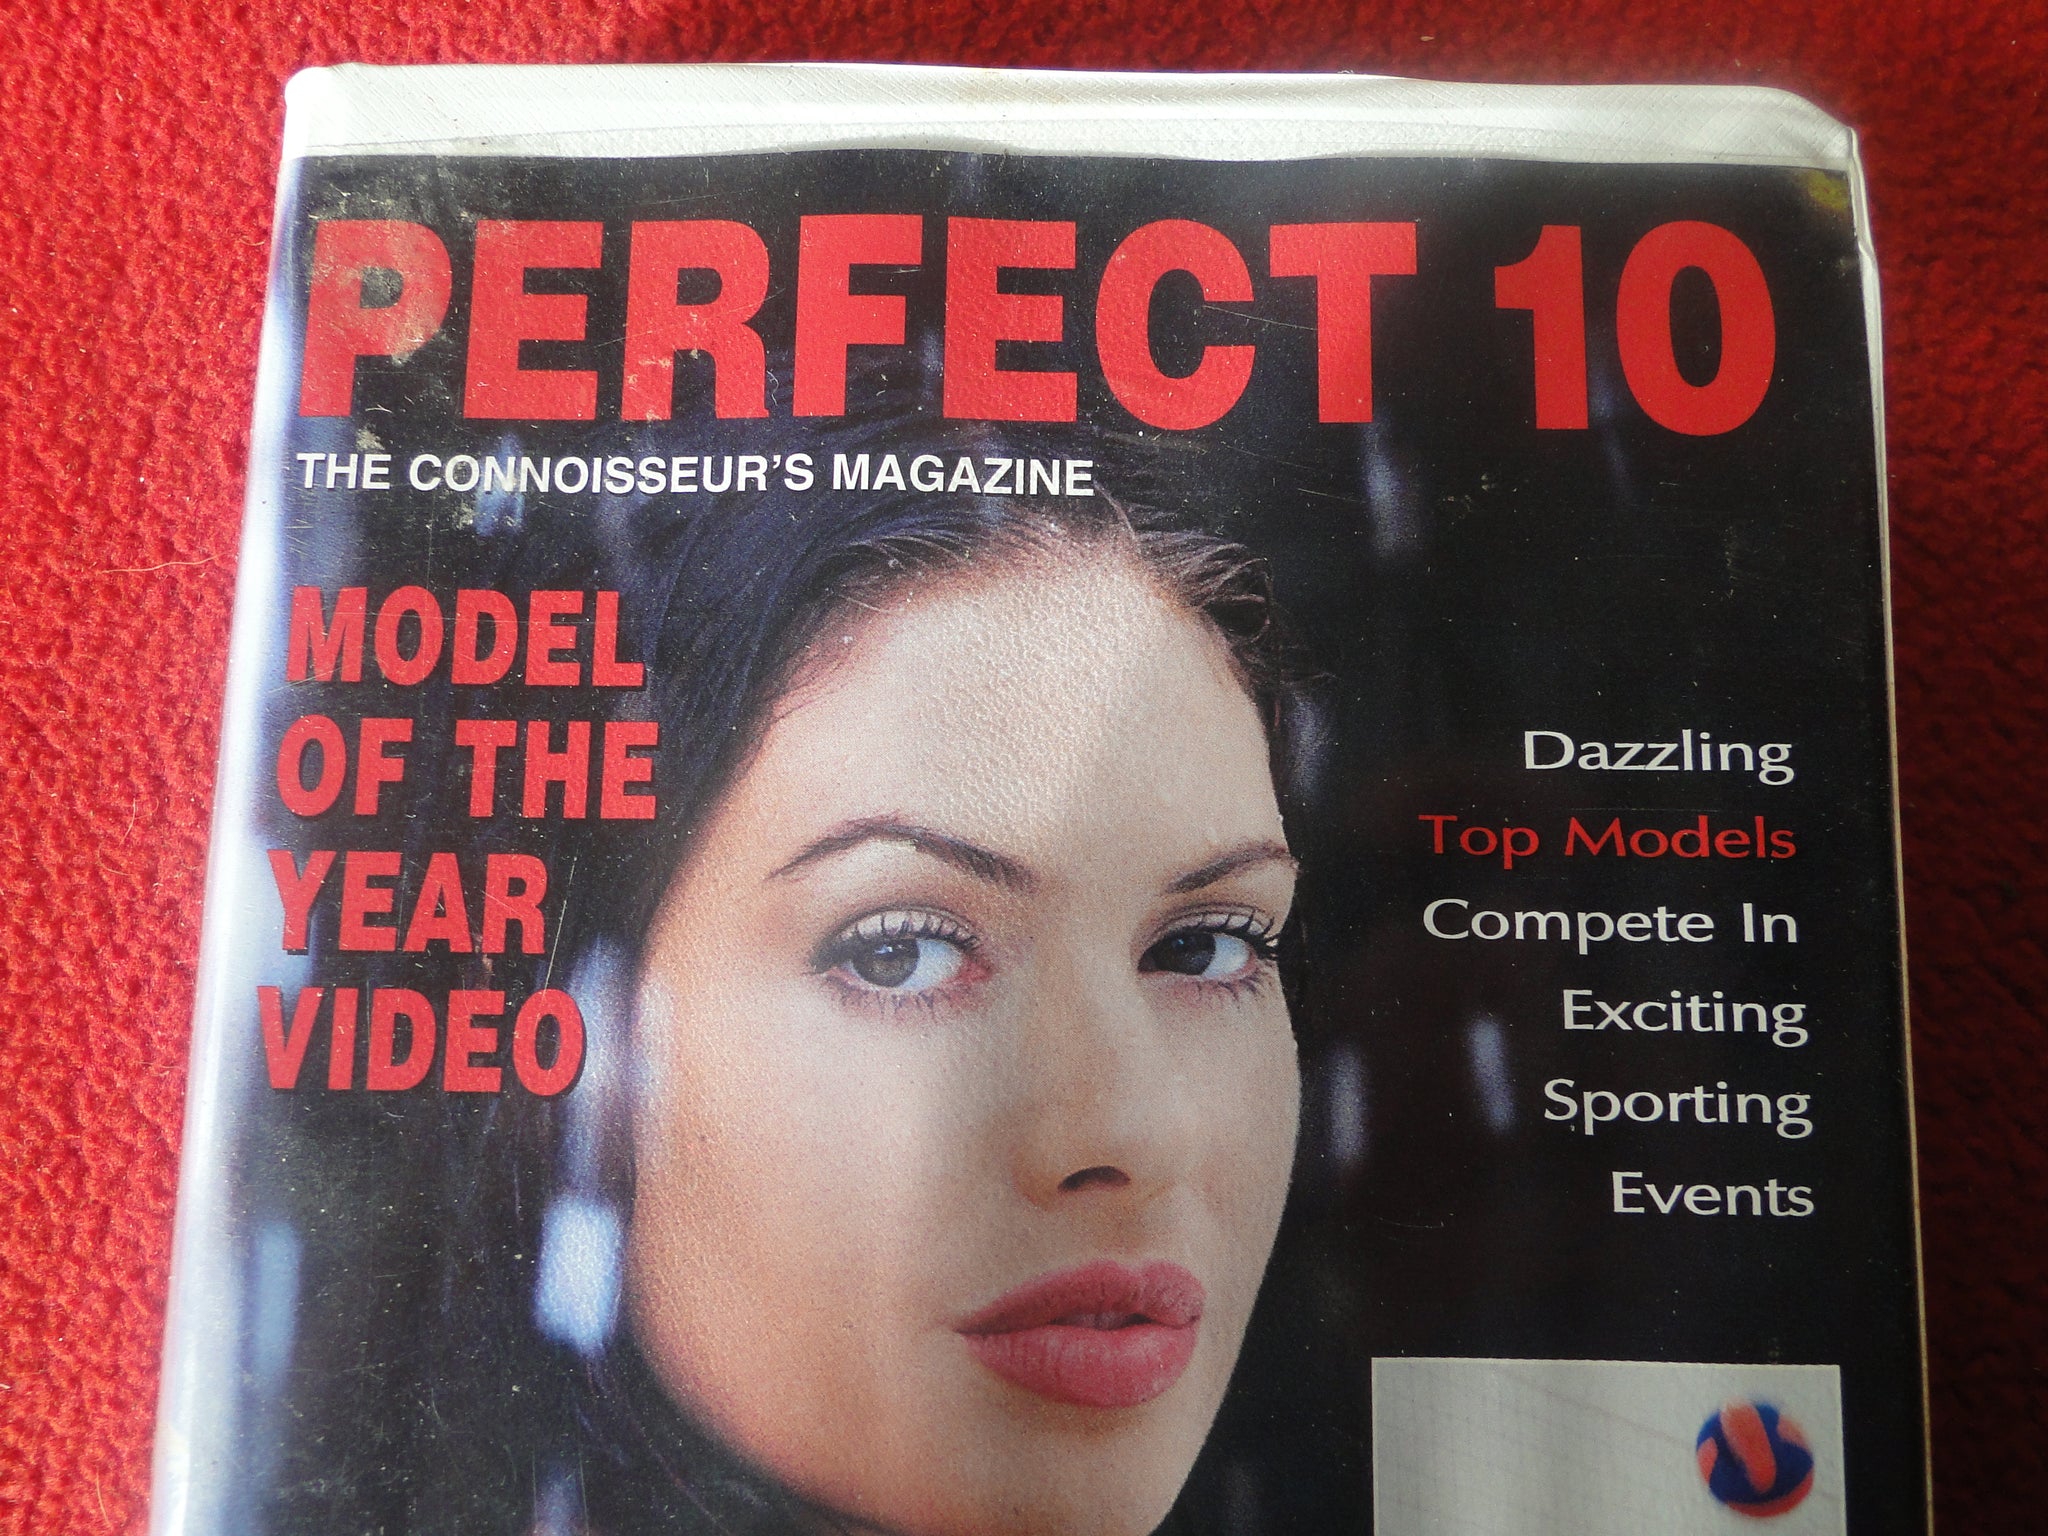 PERFECT 10
THE CONNOISSEUR'S MAGAZINE
MODEL
OF THE
YEAR
VIDEO
Dazzling
Top Models
Compete In
Exciting
Sporting
Events